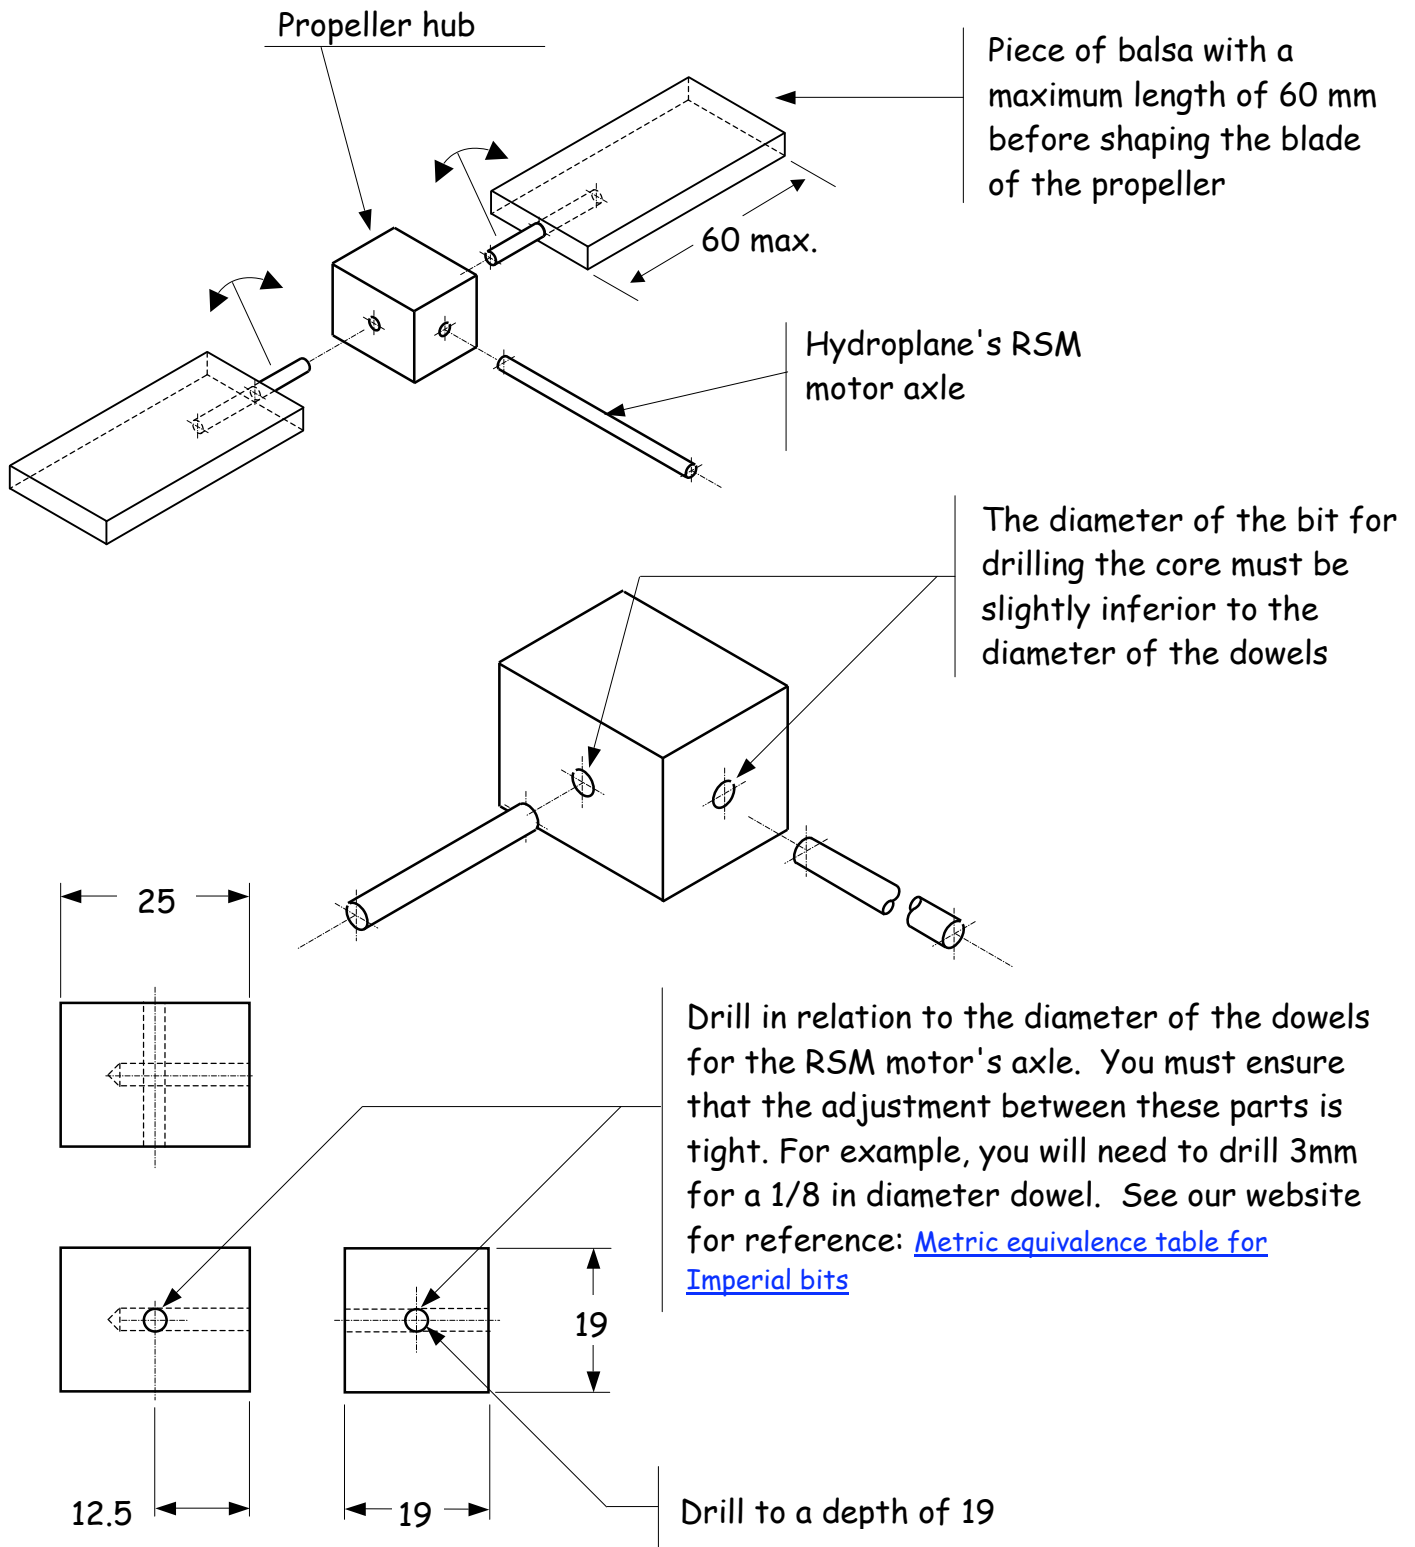 Propeller hub
Piece of balsa with a
maximum length of 60 mm
before shaping the blade
of the propeller
60 max.
Hydroplane's RSM
motor axle
The diameter of the bit for
drilling the core must be
slightly inferior to the
diameter of the dowels
25
Drill in relation to the diameter of the dowels
for the RSM motor's axle.  You must ensure
that the adjustment between these parts is
tight. For example, you will need to drill 3mm
for a 1/8 in diameter dowel.  See our website
for reference: Metric equivalence table for
Imperial bits
19
12.5
19
Drill to a depth of 19